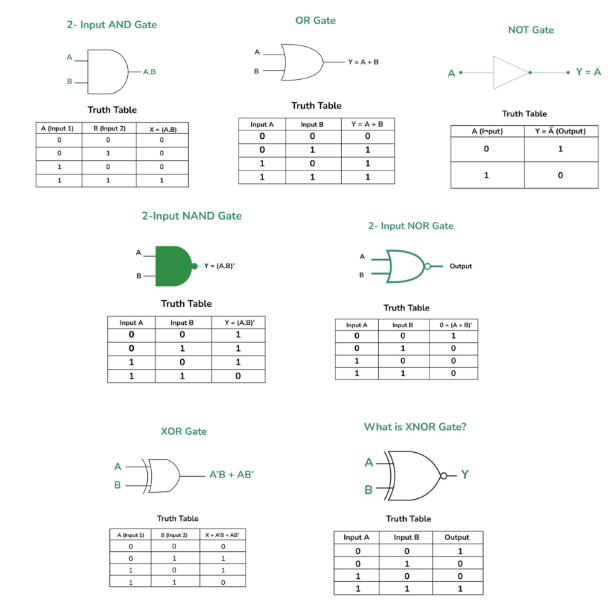 2- Input AND Gate
A
B
A.B
Truth Table
A (Input 1) B (Input 2) X = (A.B)
0 0 0
0 1 0
1 0 0
1 1 1
OR Gate
A
B
Y = A + B
Truth Table
Input A Input B Y = A + B
0 0 0
0 1 1
1 0 1
1 1 1
NOT Gate
A
Y = Ā
Truth Table
A (Input) Y = Ā (Output)
0 1
1 0
2-Input NAND Gate
A
B
Y = (A.B)'
Truth Table
Input A Input B Y = (A.B)'
0 0 1
0 1 1
1 0 1
1 1 0
2- Input NOR Gate
A
B
Output
Truth Table
Input A Input B 0 = (A + B)'
0 0 1
0 1 0
1 0 0
1 1 0
XOR Gate
A
B
A'B + AB'
Truth Table
A (Input 1) B (Input 2) X = A'B + AB'
0 0 0
0 1 1
1 0 1
1 1 0
What is XNOR Gate?
A
B
Y
Truth Table
Input A Input B Output
0 0 1
0 1 0
1 0 0
1 1 1